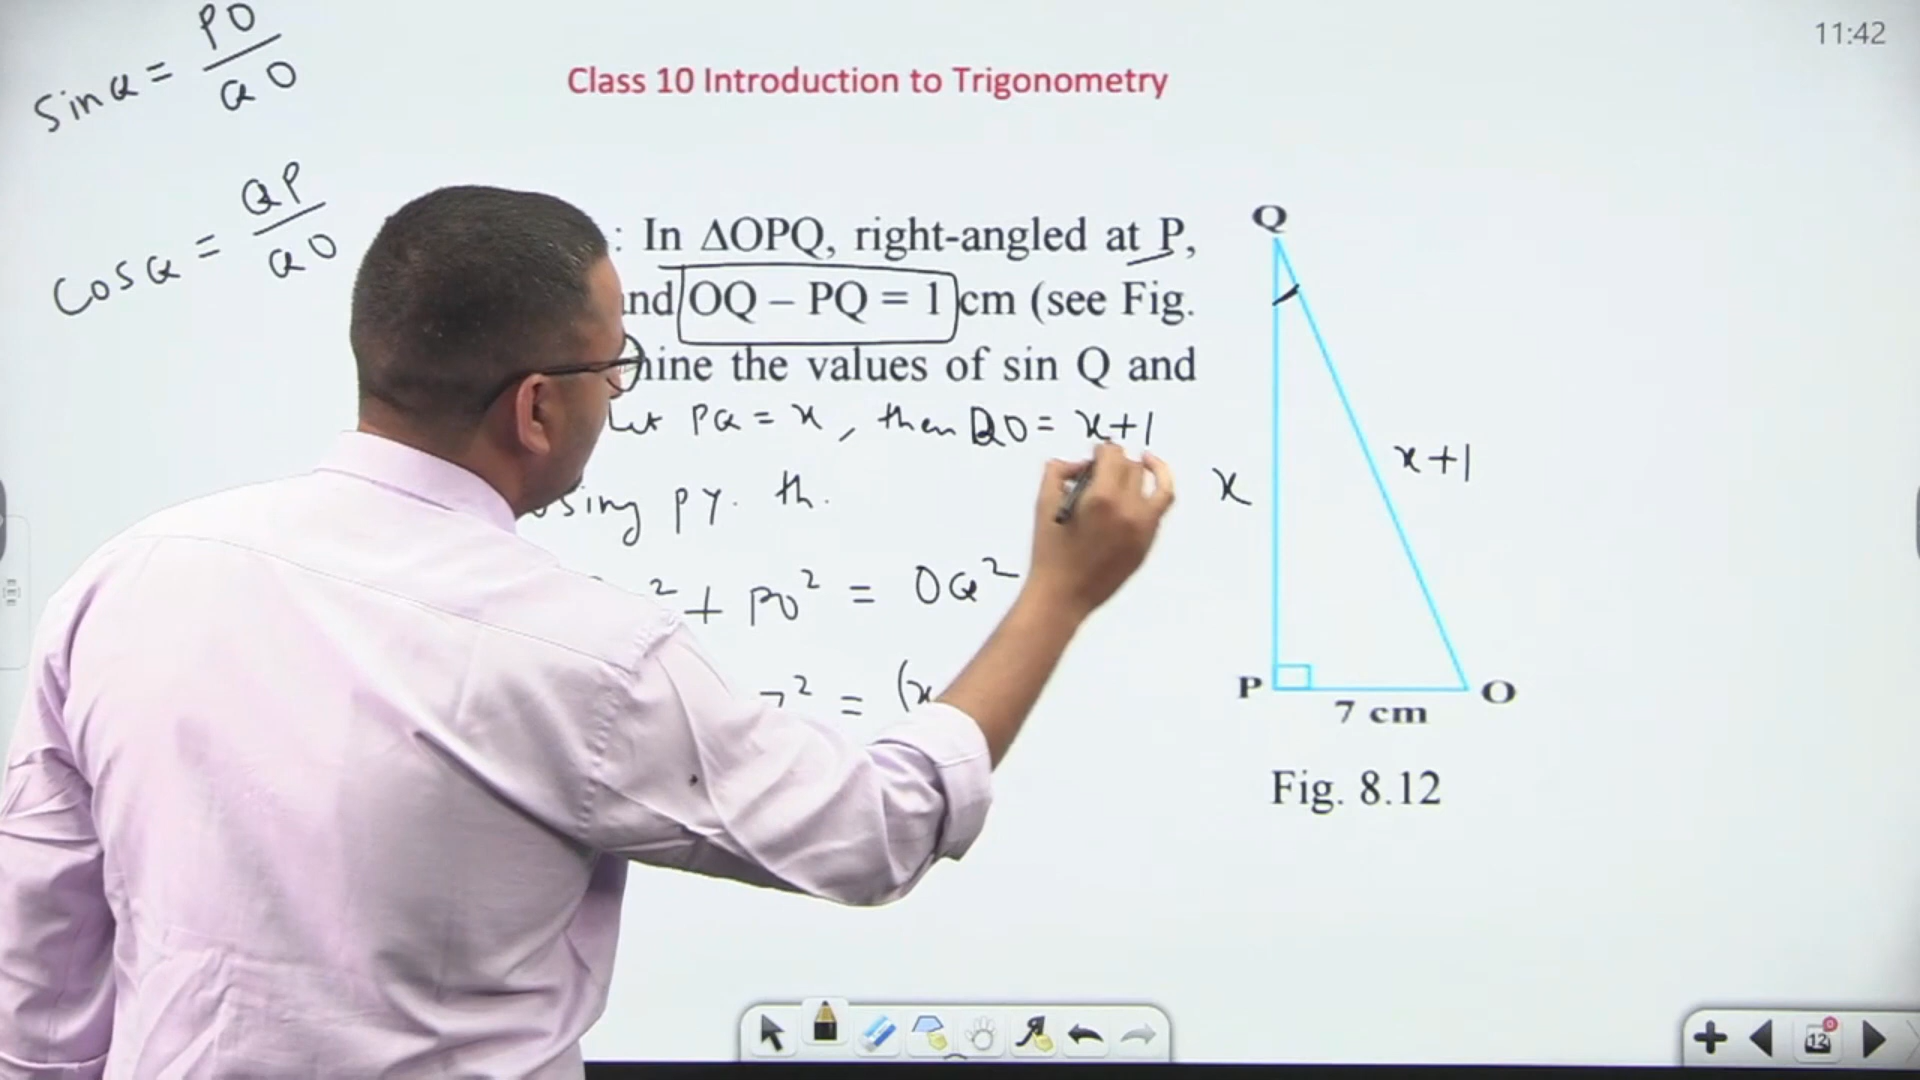 11:42
Class 10 Introduction to Trigonometry
sin Q = PO/QO
cos Q = QP/QO
: In ΔOPQ, right-angled at P,
OQ – PQ = 1 cm (see Fig.
the values of sin Q and
Let PQ = x, then QO = x+1
using py. th.
² + PO² = OQ²
7² = (x
Q
x
x+1
P
O
7 cm
Fig. 8.12
12